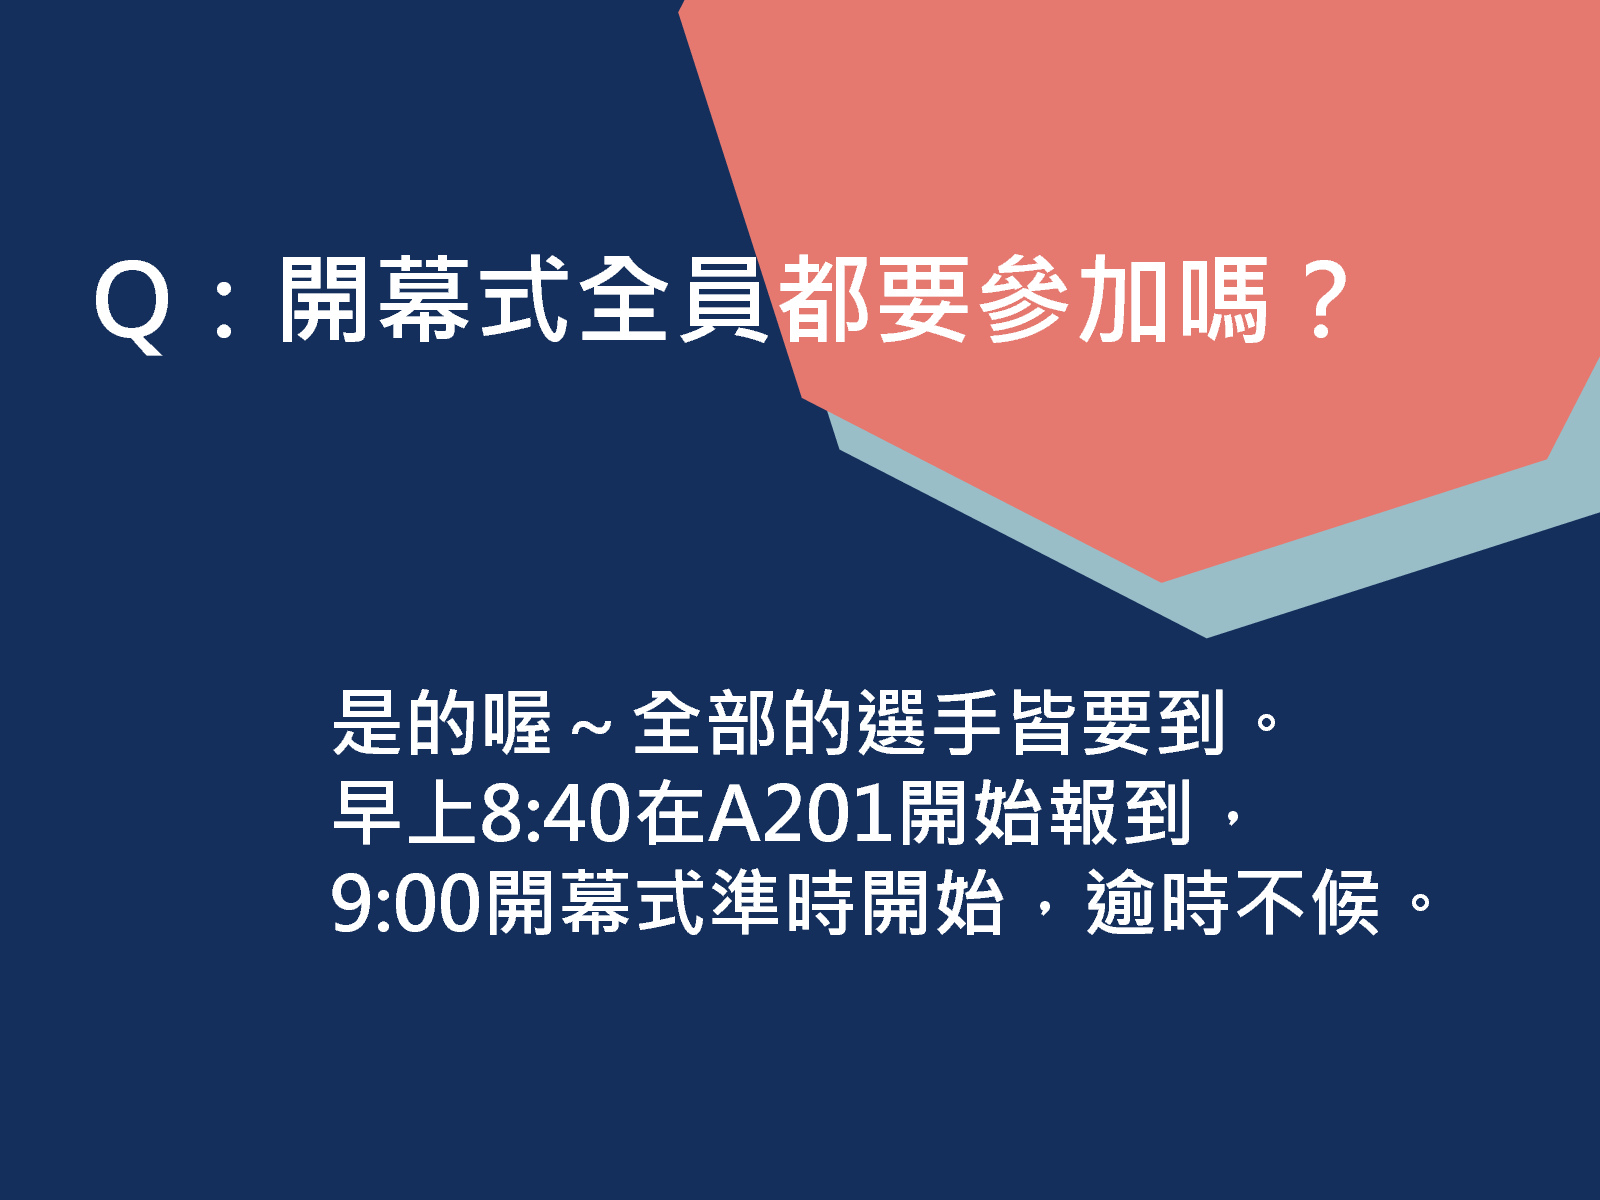 Q：開幕式全員都要參加嗎？
是的喔～全部的選手皆要到。
早上8:40在A201開始報到，
9:00開幕式準時開始，逾時不候。